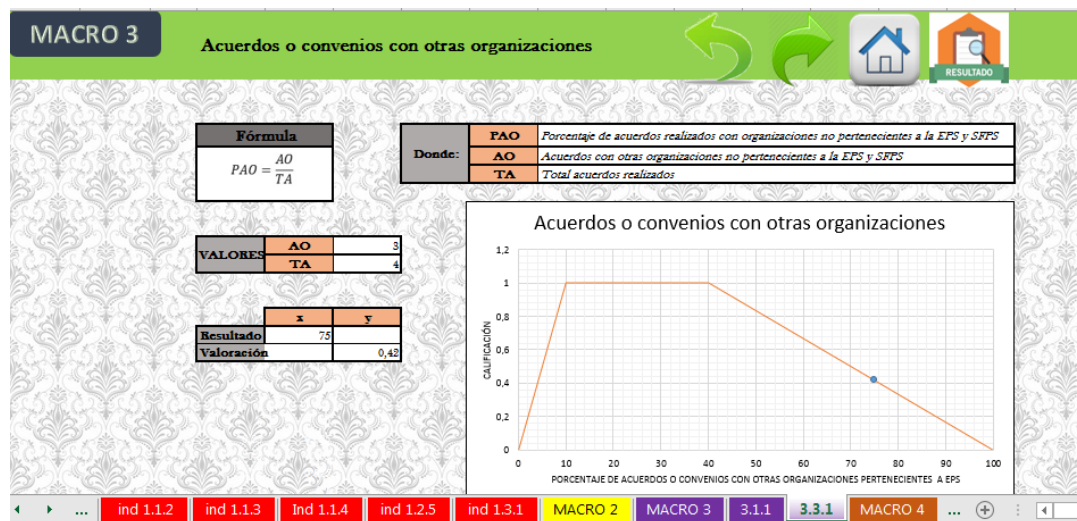 MACRO 3
Acuerdos o convenios con otras organizaciones
RESULTADO
Fórmula
PAO = AO/TA
Donde:
PAO Porcentaje de acuerdos realizados con organizaciones no pertenecientes a la EPS y SFPS
AO Acuerdos con otras organizaciones no pertenecientes a la EPS y SFPS
TA Total acuerdos realizados
VALORES
AO 3
TA 4
x y
Resultado 75
Valoración 0,42
Acuerdos o convenios con otras organizaciones
CALIFICACIÓN
1,2
1
0,8
0,6
0,4
0,2
0
0 10 20 30 40 50 60 70 80 90 100
PORCENTAJE DE ACUERDOS O CONVENIOS CON OTRAS ORGANIZACIONES PERTENECIENTES A EPS
... ind 1.1.2 ind 1.1.3 Ind 1.1.4 ind 1.2.5 ind 1.3.1 MACRO 2 MACRO 3 3.1.1 3.3.1 MACRO 4 ...